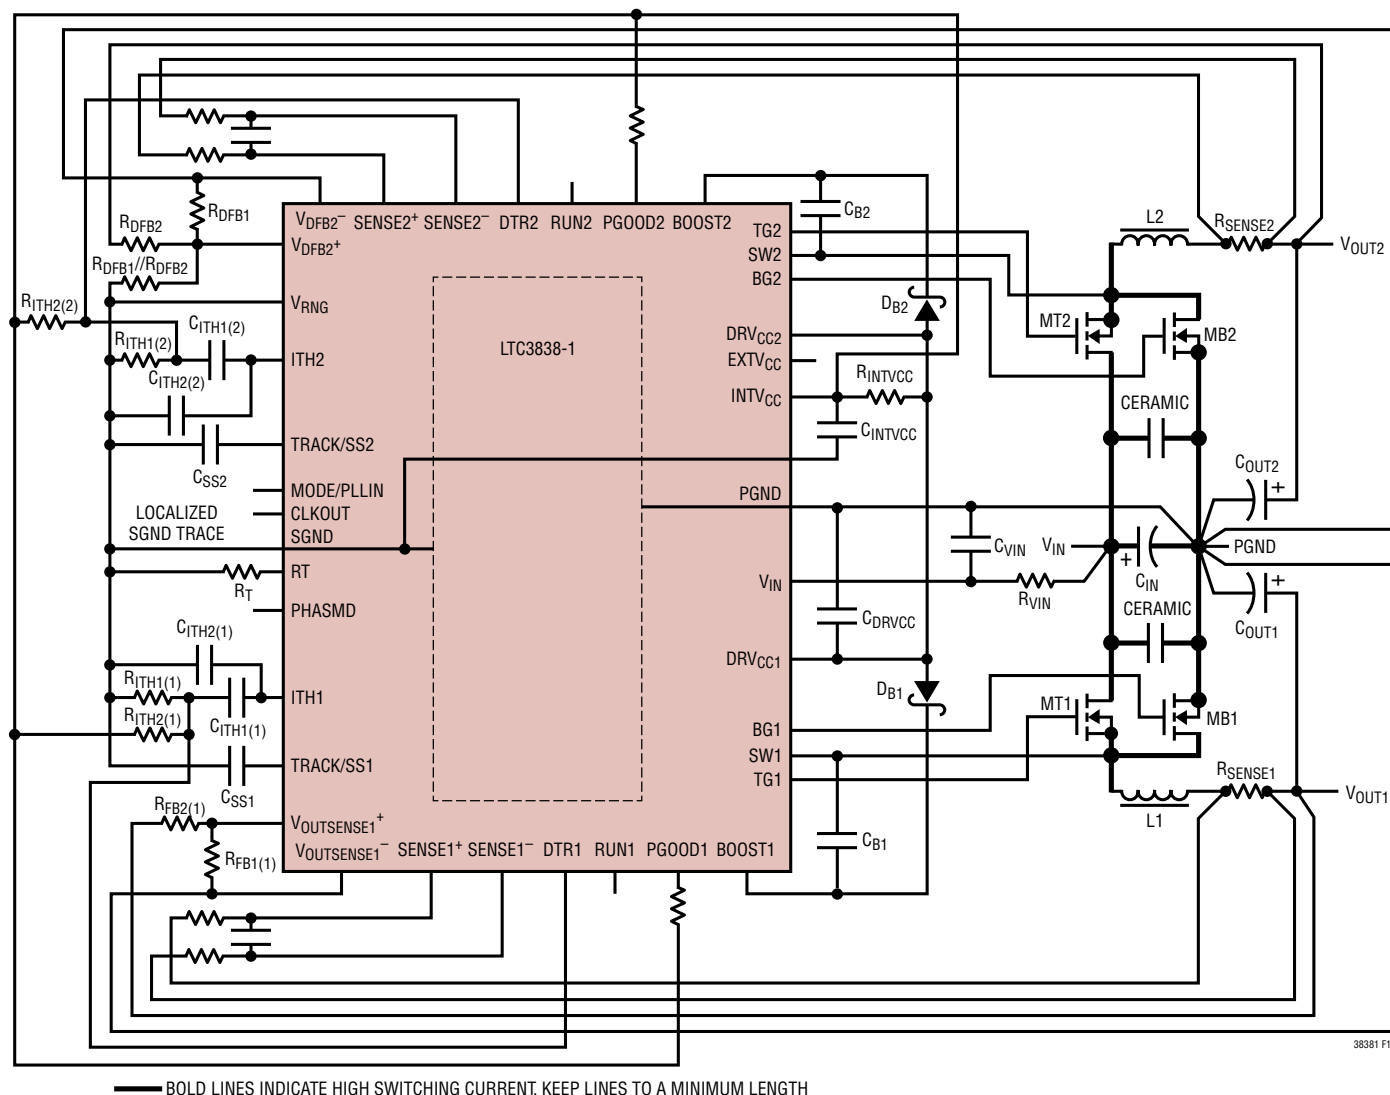 RDFB1
RDFB2
RDFB1//RDFB2
RITH2(2)
RITH1(2)
CITH1(2)
CITH2(2)
CSS2
LOCALIZED
SGND TRACE
RT
CITH2(1)
RITH1(1)
RITH2(1)
CITH1(1)
CSS1
RFB2(1)
RFB1(1)
VDFB2–
SENSE2+
SENSE2–
DTR2
RUN2
PGOOD2
BOOST2
VDFB2+
VRNG
ITH2
TRACK/SS2
MODE/PLLIN
CLKOUT
SGND
RT
PHASMD
ITH1
TRACK/SS1
VOUTSENSE1+
VOUTSENSE1–
SENSE1+
SENSE1–
DTR1
RUN1
PGOOD1
BOOST1
LTC3838-1
TG2
SW2
BG2
DRVCC2
EXTVCC
INTVCC
PGND
VIN
DRVCC1
BG1
SW1
TG1
CB2
DB2
RINTVCC
CINTVCC
CVIN
RVIN
CDRVCC
DB1
CB1
L2
RSENSE2
VOUT2
MT2
MB2
CERAMIC
COUT2
+
VIN
+
CIN
PGND
+
COUT1
CERAMIC
MT1
MB1
RSENSE1
VOUT1
L1
38381 F1
BOLD LINES INDICATE HIGH SWITCHING CURRENT. KEEP LINES TO A MINIMUM LENGTH